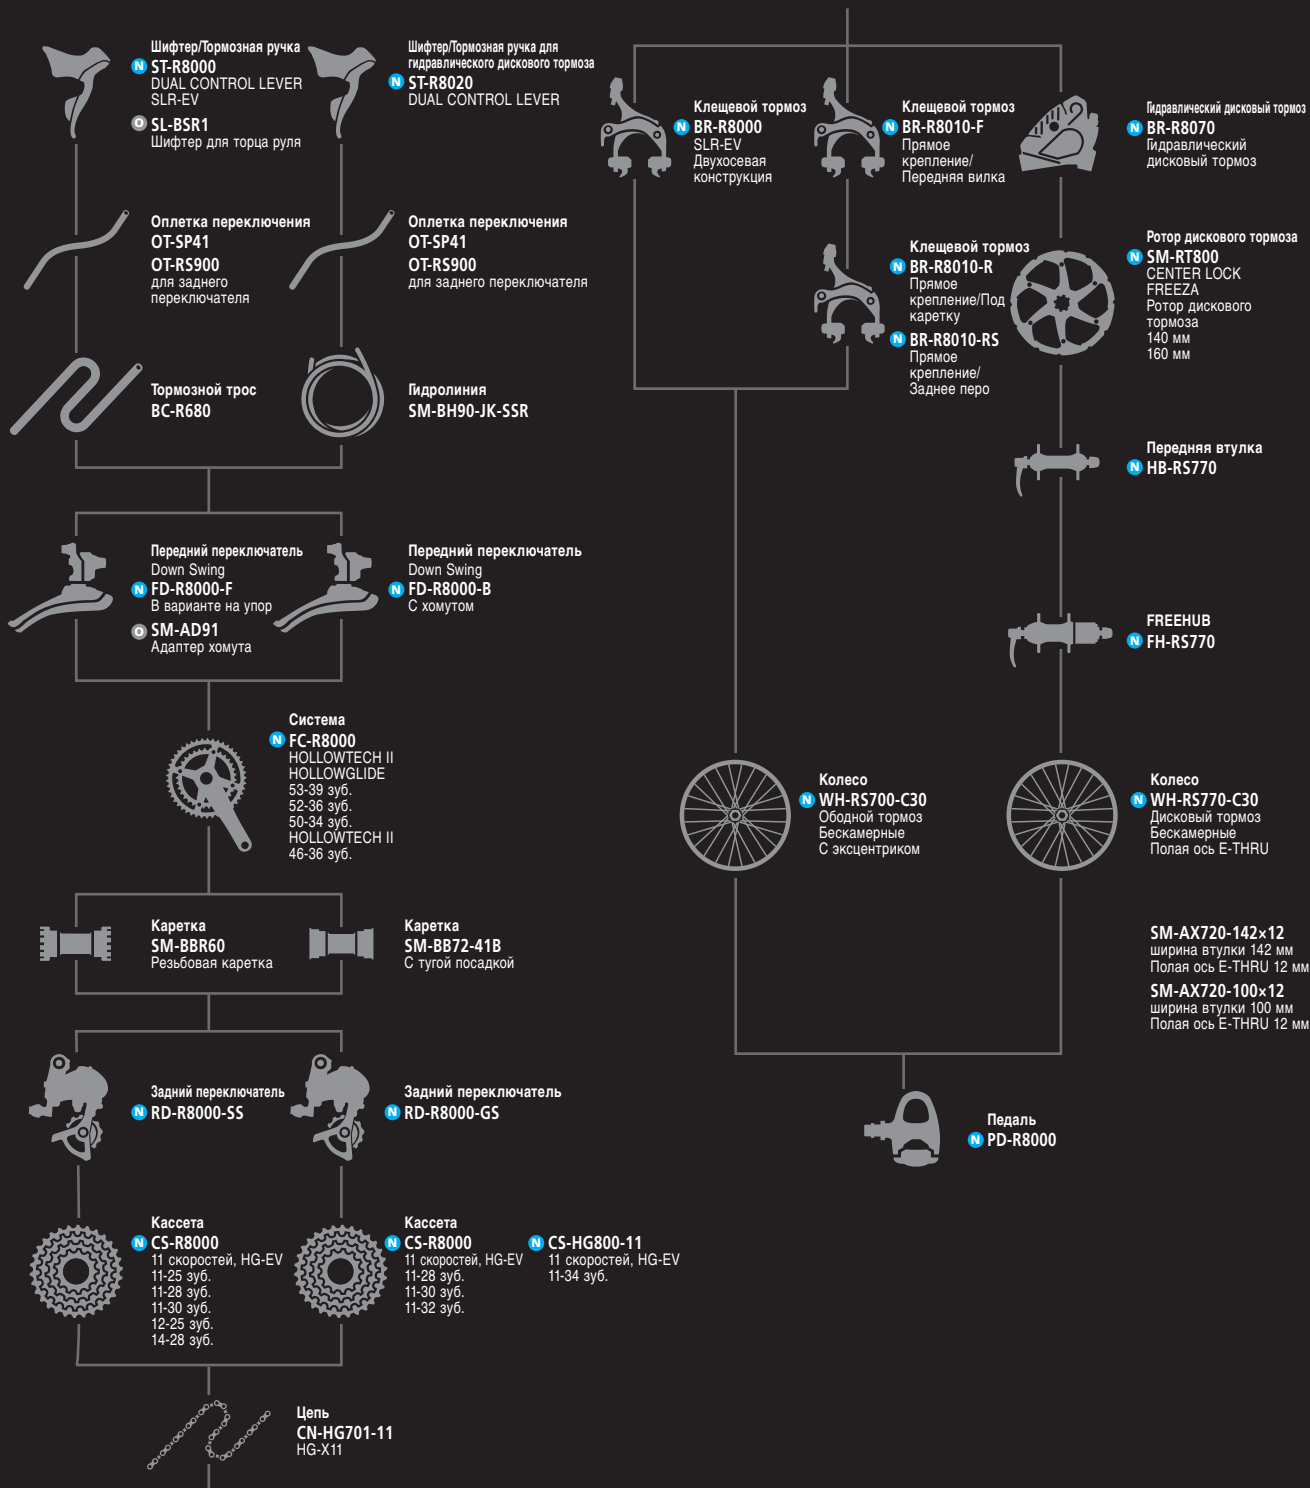 Шифтер/Тормозная ручка
N ST-R8000
DUAL CONTROL LEVER
SLR-EV
O SL-BSR1
Шифтер для торца руля
Шифтер/Тормозная ручка для
гидравлического дискового тормоза
N ST-R8020
DUAL CONTROL LEVER
Оплетка переключения
OT-SP41
OT-RS900
для заднего
переключателя
Оплетка переключения
OT-SP41
OT-RS900
для заднего переключателя
Тормозной трос
BC-R680
Гидролиния
SM-BH90-JK-SSR
Передний переключатель
Down Swing
N FD-R8000-F
В варианте на упор
O SM-AD91
Адаптер хомута
Передний переключатель
Down Swing
N FD-R8000-B
С хомутом
Система
N FC-R8000
HOLLOWTECH II
HOLLOWGLIDE
53-39 зуб.
52-36 зуб.
50-34 зуб.
HOLLOWTECH II
46-36 зуб.
Каретка
SM-BBR60
Резьбовая каретка
Каретка
SM-BB72-41B
С тугой посадкой
Задний переключатель
N RD-R8000-SS
Задний переключатель
N RD-R8000-GS
Кассета
N CS-R8000
11 скоростей, HG-EV
11-25 зуб.
11-28 зуб.
11-30 зуб.
12-25 зуб.
14-28 зуб.
Кассета
N CS-R8000
11 скоростей, HG-EV
11-28 зуб.
11-30 зуб.
11-32 зуб.
N CS-HG800-11
11 скоростей, HG-EV
11-34 зуб.
Цепь
CN-HG701-11
HG-X11
Клещевой тормоз
N BR-R8000
SLR-EV
Двухосевая
конструкция
Клещевой тормоз
N BR-R8010-F
Прямое
крепление/
Передняя вилка
Клещевой тормоз
N BR-R8010-R
Прямое
крепление/Под
каретку
N BR-R8010-RS
Прямое
крепление/
Заднее перо
Гидравлический дисковый тормоз
N BR-R8070
Гидравлический
дисковый тормоз
Ротор дискового тормоза
N SM-RT800
CENTER LOCK
FREEZA
Ротор дискового
тормоза
140 мм
160 мм
Передняя втулка
N HB-RS770
FREEHUB
N FH-RS770
Колесо
N WH-RS700-C30
Ободной тормоз
Бескамерные
С эксцентриком
Колесо
N WH-RS770-C30
Дисковый тормоз
Бескамерные
Полая ось E-THRU
SM-AX720-142×12
ширина втулки 142 мм
Полая ось E-THRU 12 мм
SM-AX720-100×12
ширина втулки 100 мм
Полая ось E-THRU 12 мм
Педаль
N PD-R8000